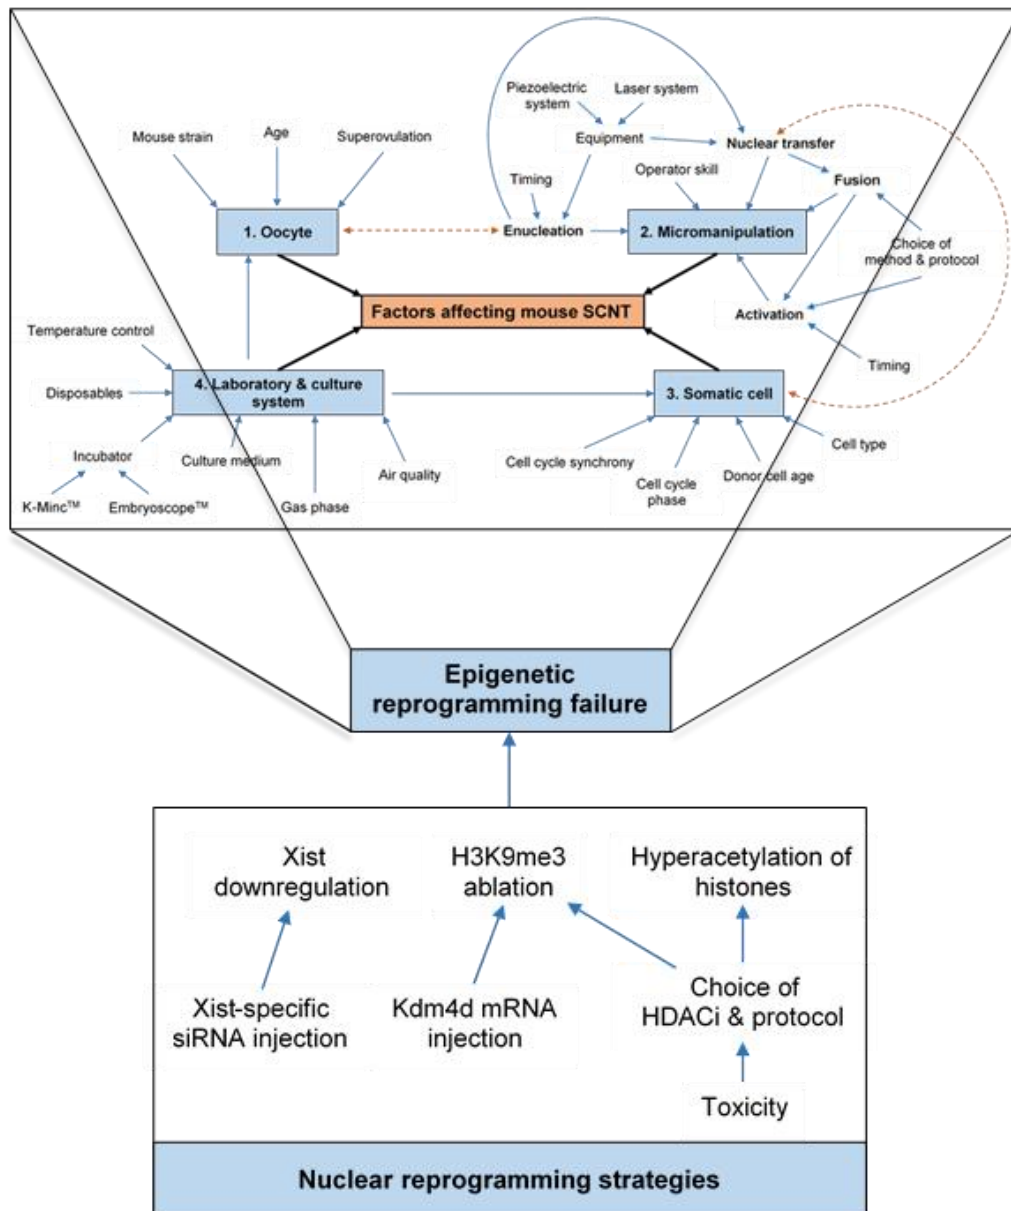 Piezoelectric
system
Laser system
Mouse strain
Age
Superovulation
Equipment
Nuclear transfer
Timing
Operator skill
Fusion
1. Oocyte
Enucleation
2. Micromanipulation
Choice of
method & protocol
Factors affecting mouse SCNT
Activation
Temperature control
Timing
Disposables
4. Laboratory & culture
system
3. Somatic cell
Incubator
Culture medium
Air quality
Cell cycle synchrony
Cell type
K-Minc™
Embryoscope™
Gas phase
Cell cycle
phase
Donor cell age
Epigenetic
reprogramming failure
Xist
downregulation
H3K9me3
ablation
Hyperacetylation of
histones
Xist-specific
siRNA injection
Kdm4d mRNA
injection
Choice of
HDACi & protocol
Toxicity
Nuclear reprogramming strategies